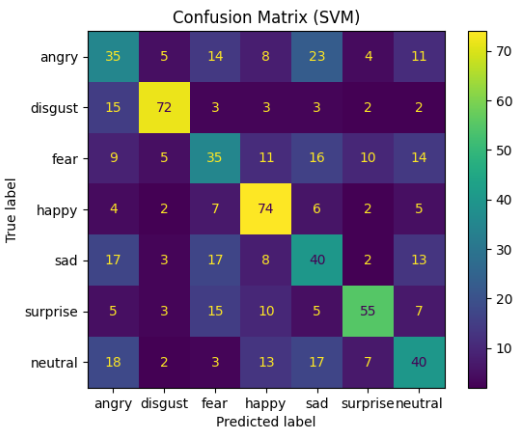 Confusion Matrix (SVM)
angry 35 5 14 8 23 4 11
disgust 15 72 3 3 3 2 2
fear 9 5 35 11 16 10 14
happy 4 2 7 74 6 2 5
sad 17 3 17 8 40 2 13
surprise 5 3 15 10 5 55 7
neutral 18 2 3 13 17 7 40
angry disgust fear happy sad surprise neutral
Predicted label
True label
70
60
50
40
30
20
10